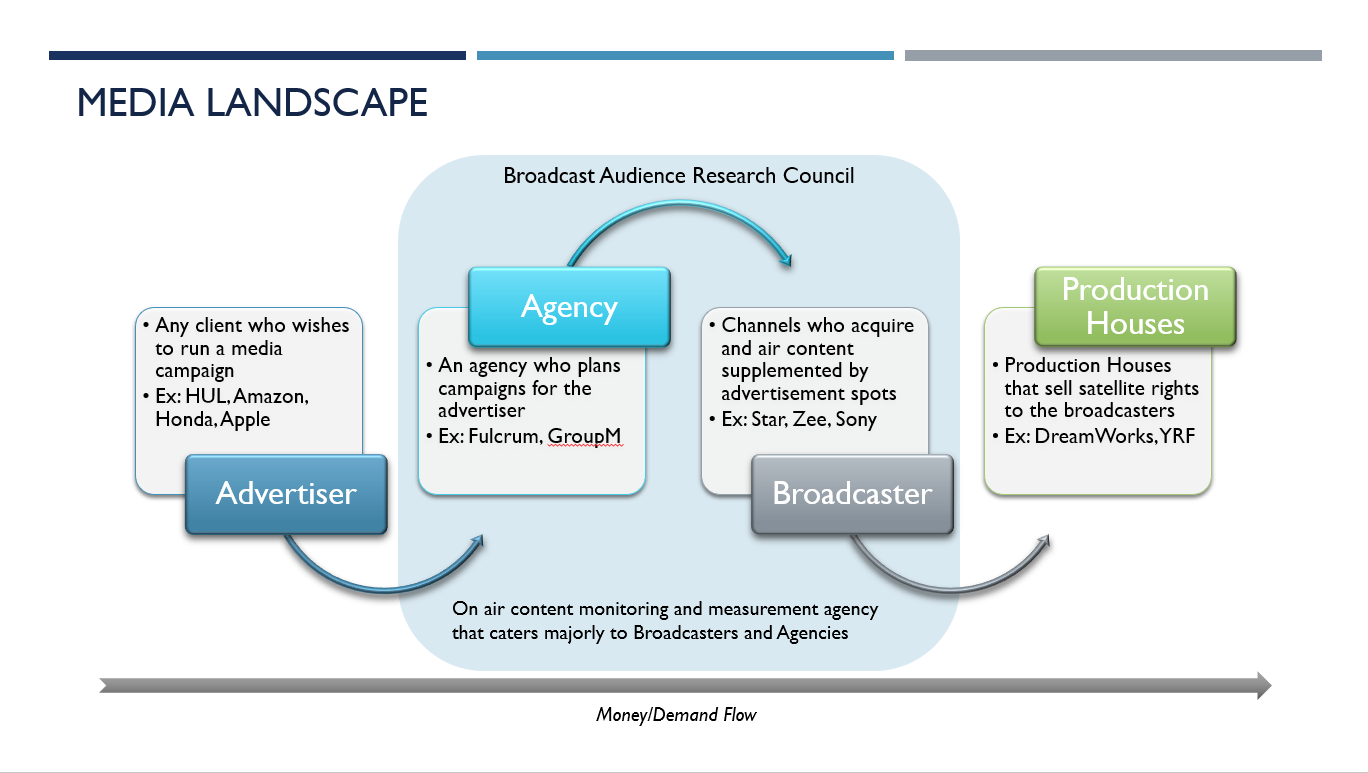 MEDIA LANDSCAPE
Broadcast Audience Research Council
• Any client who wishes
to run a media
campaign
• Ex: HUL, Amazon,
Honda, Apple
Advertiser
Agency
• An agency who plans
campaigns for the
advertiser
• Ex: Fulcrum, GroupM
• Channels who acquire
and air content
supplemented by
advertisement spots
• Ex: Star, Zee, Sony
Broadcaster
Production
Houses
• Production Houses
that sell satellite rights
to the broadcasters
• Ex: DreamWorks, YRF
On air content monitoring and measurement agency
that caters majorly to Broadcasters and Agencies
Money/Demand Flow